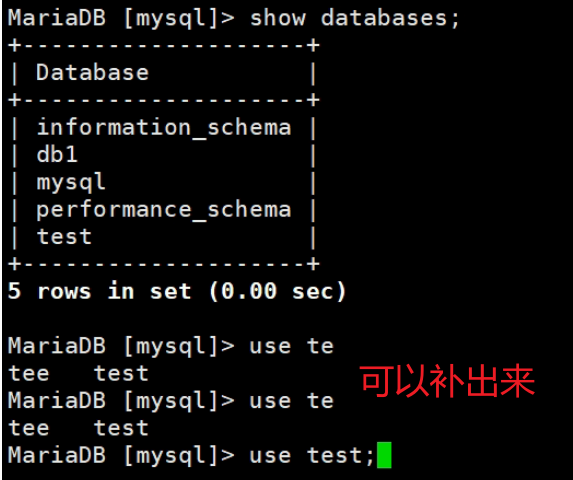 MariaDB [mysql]> show databases;
+--------------------+
| Database           |
+--------------------+
| information_schema |
| db1                |
| mysql              |
| performance_schema |
| test               |
+--------------------+
5 rows in set (0.00 sec)
MariaDB [mysql]> use te
tee   test
可以补出来
MariaDB [mysql]> use te
tee   test
MariaDB [mysql]> use test;